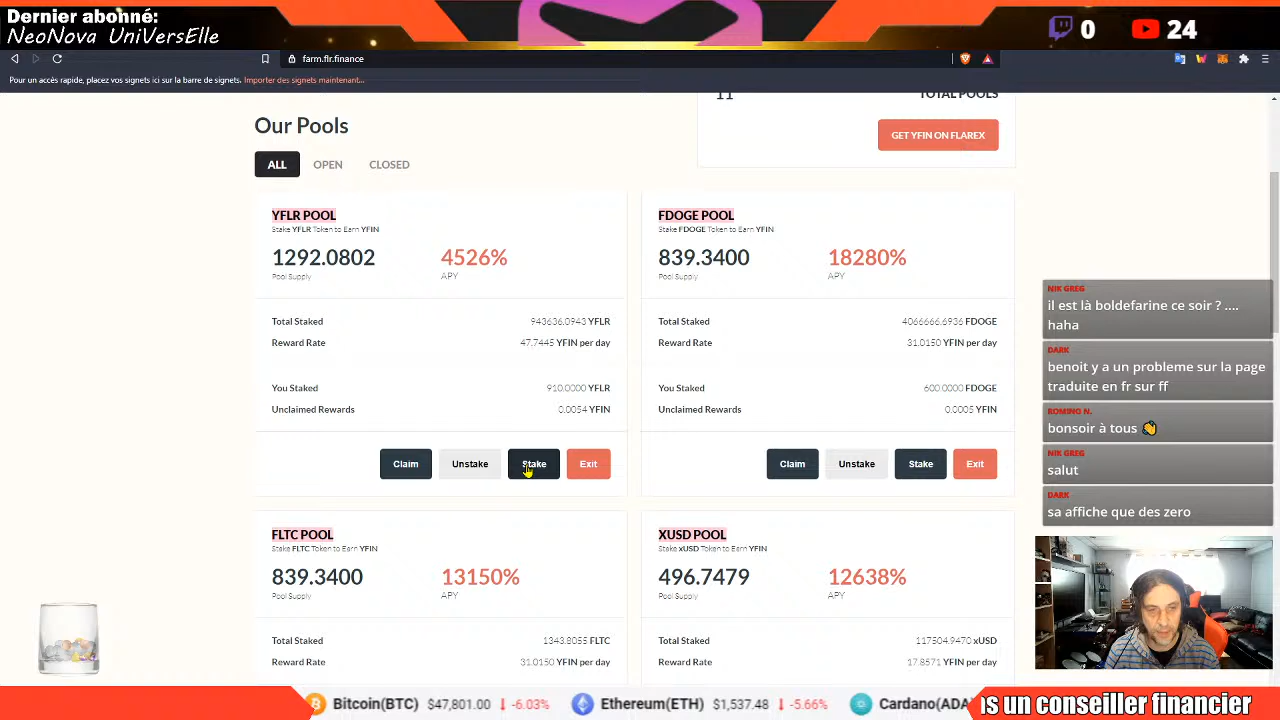 Dernier abonné:
NeoNova UniVersElle
0
24
farm.flr.finance
Pour un accès rapide, placez vos signets ici sur la barre de signets. Importer des signets maintenant...
11
TOTAL POOLS
GET YFIN ON FLAREX
Our Pools
ALL
OPEN
CLOSED
YFLR POOL
Stake YFLR Token to Earn YFIN
1292.0802
4526%
Pool Supply
APY
Total Staked
943636.0943 YFLR
Reward Rate
47.7445 YFIN per day
You Staked
910.0000 YFLR
Unclaimed Rewards
0.0054 YFIN
Claim
Unstake
Stake
Exit
FDOGE POOL
Stake FDOGE Token to Earn YFIN
839.3400
18280%
Pool Supply
APY
Total Staked
4066666.6936 FDOGE
Reward Rate
31.0150 YFIN per day
You Staked
600.0000 FDOGE
Unclaimed Rewards
0.0005 YFIN
Claim
Unstake
Stake
Exit
FLTC POOL
Stake FLTC Token to Earn YFIN
839.3400
13150%
Pool Supply
APY
Total Staked
1343.8055 FLTC
Reward Rate
31.0150 YFIN per day
XUSD POOL
Stake xUSD Token to Earn YFIN
496.7479
12638%
Pool Supply
APY
Total Staked
117504.9470 xUSD
Reward Rate
17.8571 YFIN per day
NIK GREG
il est là boldefarine ce soir ? ....
haha
DARK
benoit y a un probleme sur la page
traduite en fr sur ff
ROMINO N.
bonsoir à tous 👏
NIK GREG
salut
DARK
sa affiche que des zero
Bitcoin(BTC) $47,801.00 -6.03%
Ethereum(ETH) $1,537.48 -5.66%
Cardano(ADA
s un conseiller financier